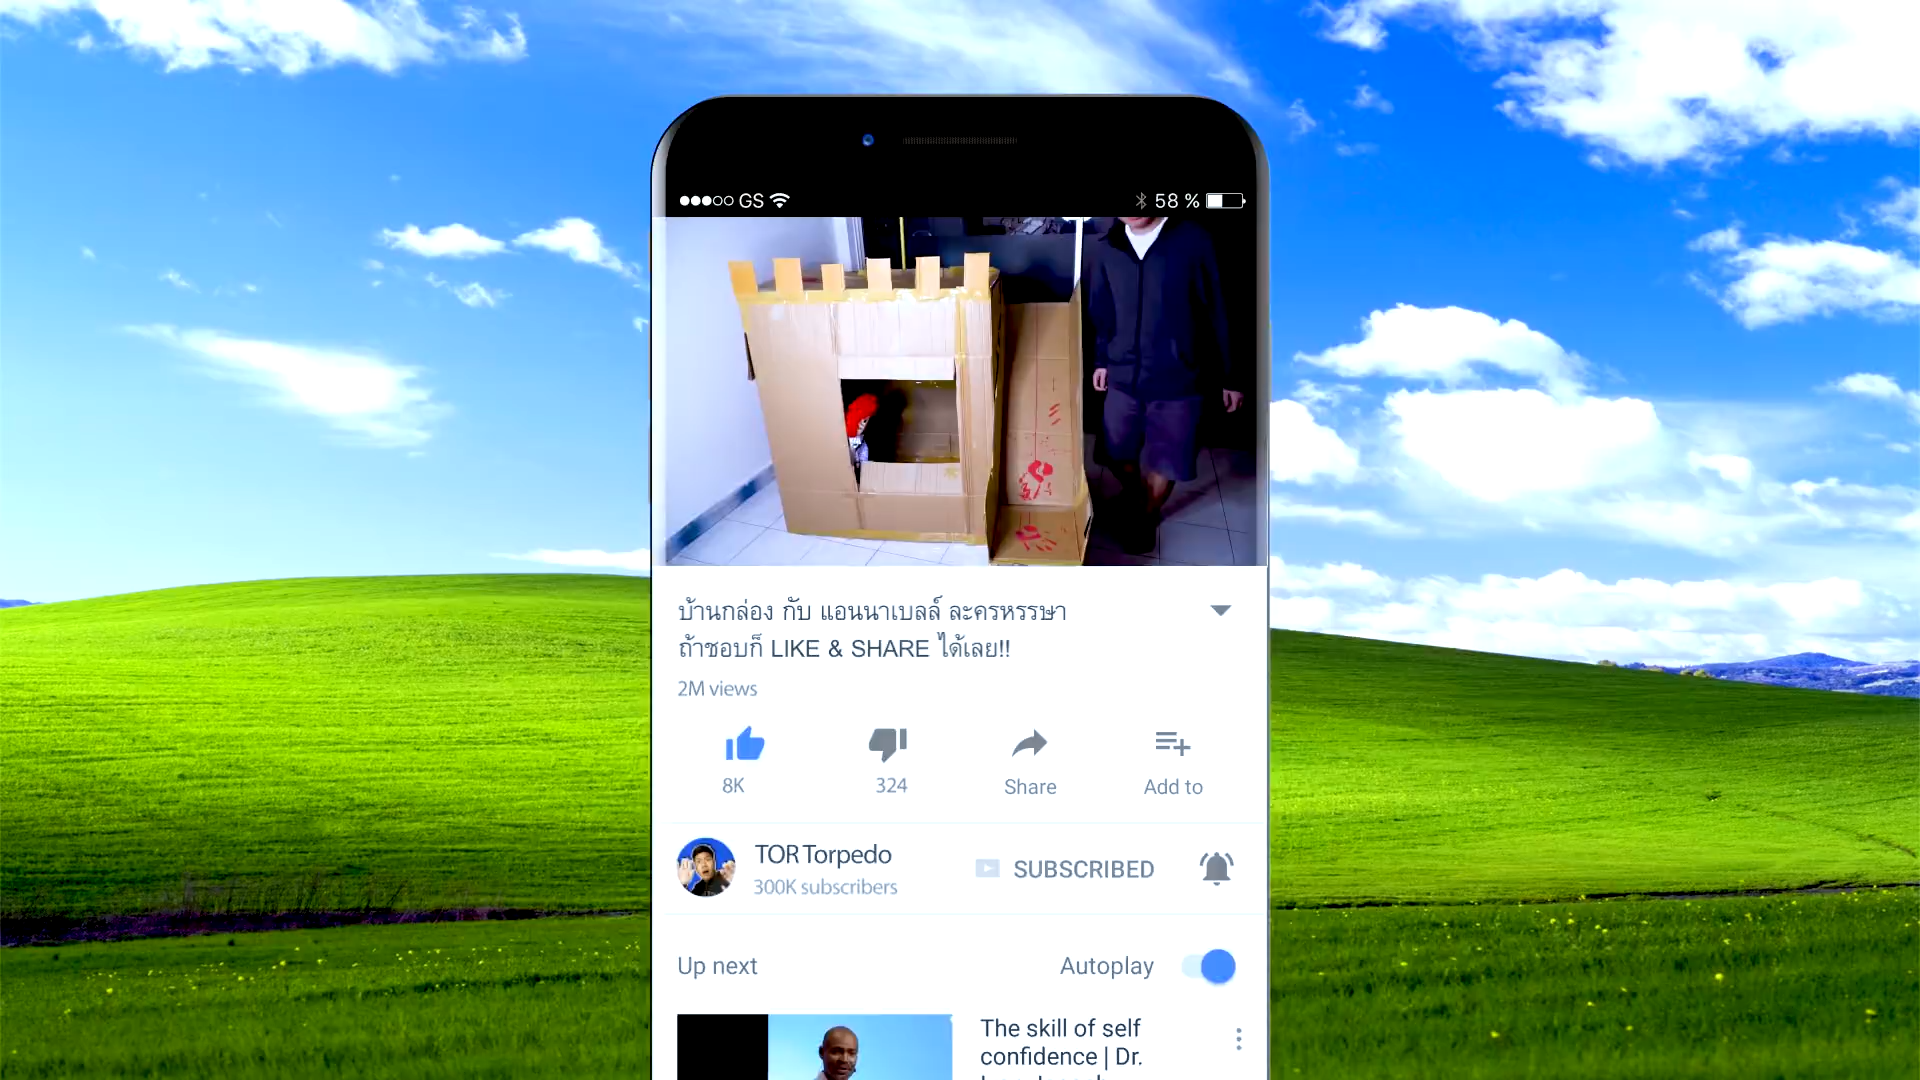 GS 58 %
บ้านกล่อง กับ แอนนาเบลล์ ละครหรรษา
ถ้าชอบก็ LIKE & SHARE ได้เลย!!
2M views
8K 324 Share Add to
TOR Torpedo
300K subscribers
SUBSCRIBED
Up next Autoplay
The skill of self
confidence | Dr.